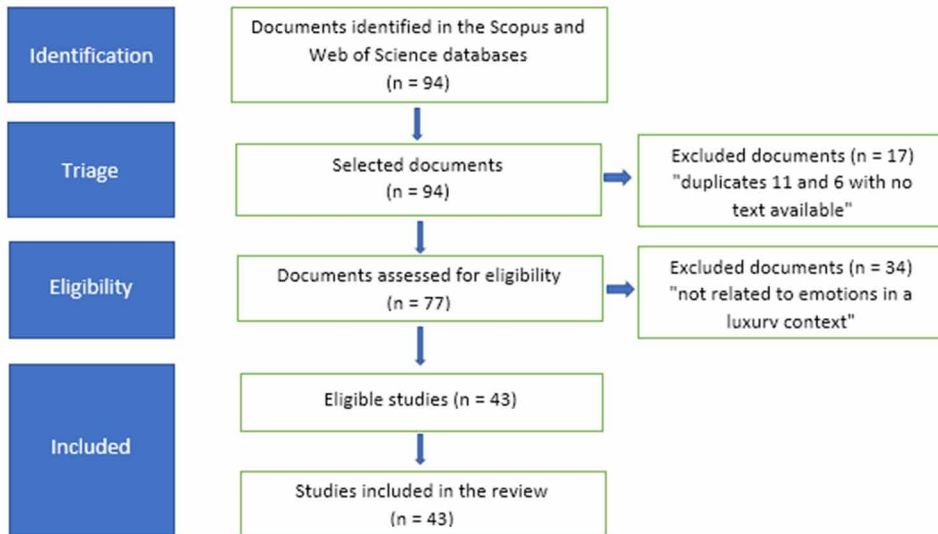 Identification
Documents identified in the Scopus and
Web of Science databases
(n = 94)
Triage
Selected documents
(n = 94)
Excluded documents (n = 17)
"duplicates 11 and 6 with no
text available"
Eligibility
Documents assessed for eligibility
(n = 77)
Excluded documents (n = 34)
"not related to emotions in a
luxury context"
Included
Eligible studies (n = 43)
Studies included in the review
(n = 43)